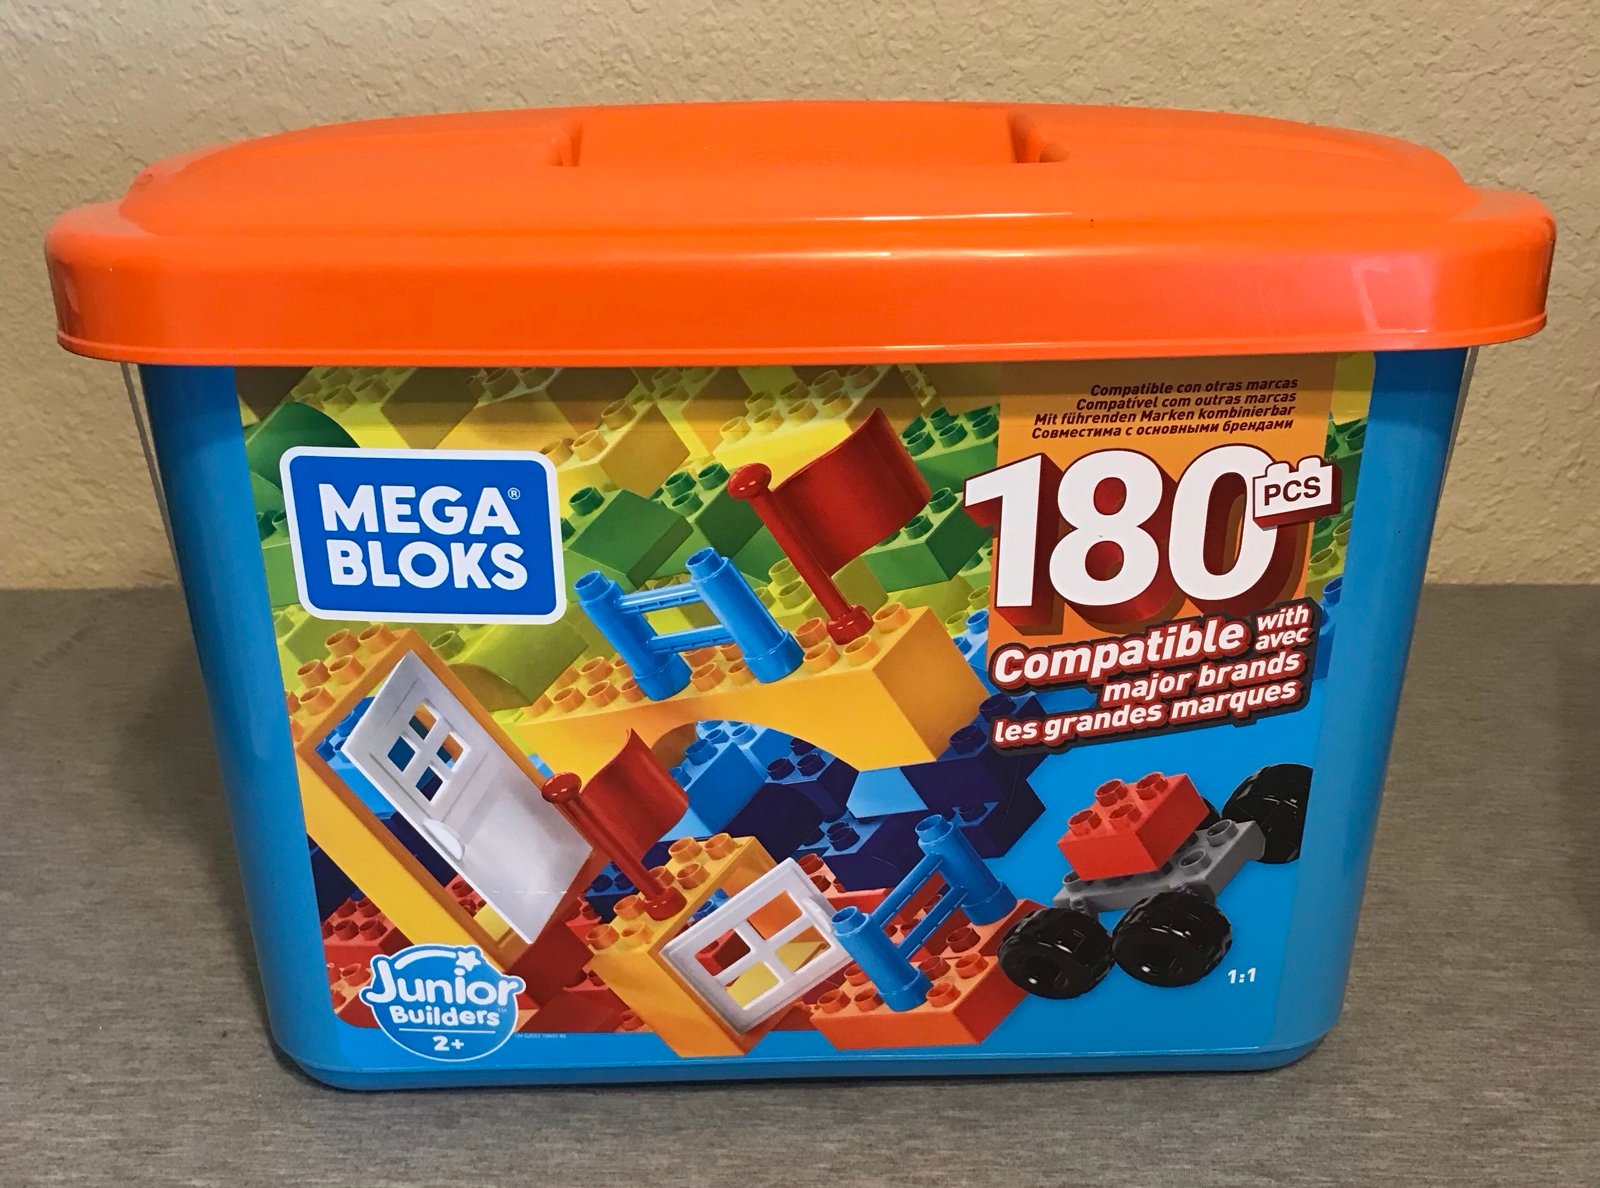 Compatible con otras marcas
Compatível com outras marcas
Mit führenden Marken kombinierbar
Совместима с основными брендами
MEGA®
BLOKS
180 PCS
Compatible with
avec
major brands
les grandes marques
Junior
Builders™
2+
1:1